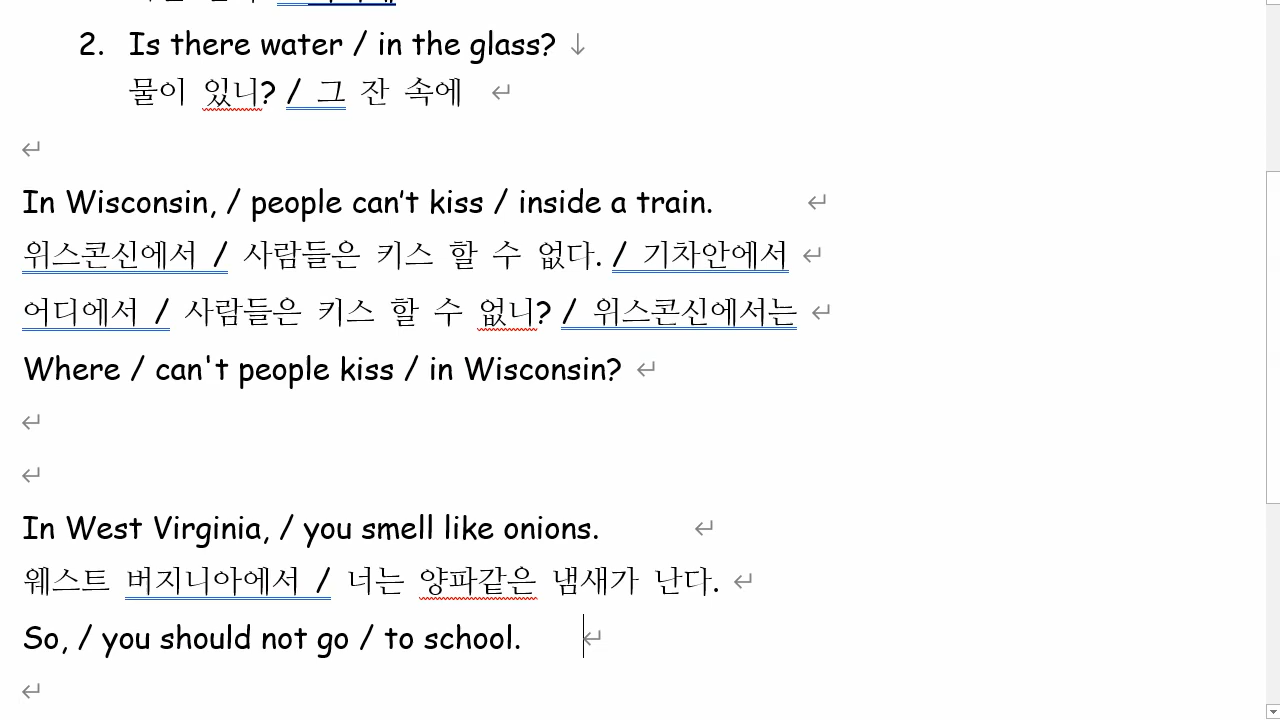 2. Is there water / in the glass? ↓
물이 있니? / 그 잔 속에 ↵
↵
In Wisconsin, / people can’t kiss / inside a train. ↵
위스콘신에서 / 사람들은 키스 할 수 없다. / 기차안에서 ↵
어디에서 / 사람들은 키스 할 수 없니? / 위스콘신에서는 ↵
Where / can't people kiss / in Wisconsin? ↵
↵
↵
In West Virginia, / you smell like onions. ↵
웨스트 버지니아에서 / 너는 양파같은 냄새가 난다. ↵
So, / you should not go / to school. ↵
↵